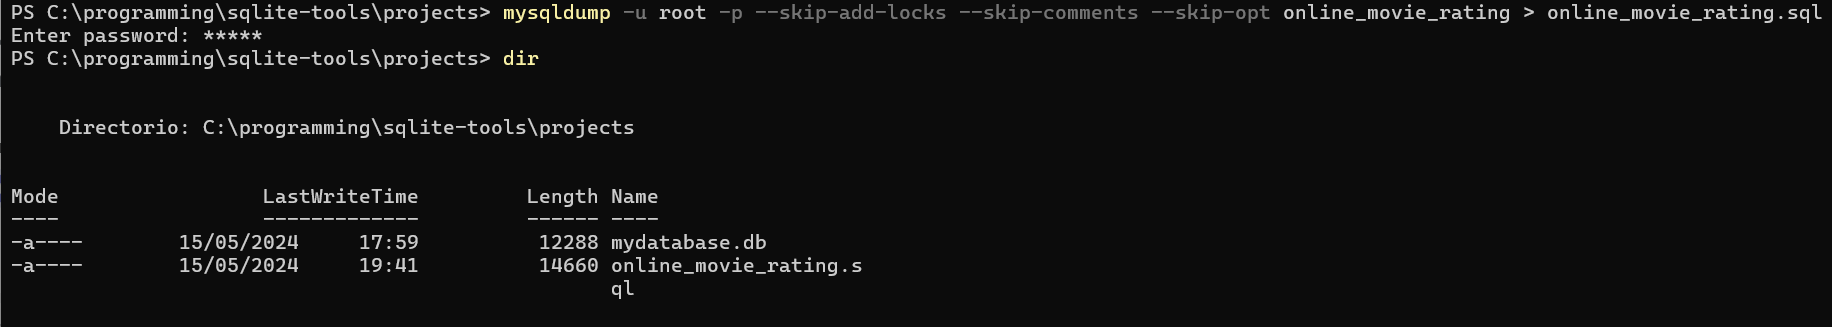 PS C:\programming\sqlite-tools\projects> mysqldump -u root -p --skip-add-locks --skip-comments --skip-opt online_movie_rating > online_movie_rating.sql
Enter password: *****
PS C:\programming\sqlite-tools\projects> dir
Directorio: C:\programming\sqlite-tools\projects
Mode LastWriteTime Length Name
---- ------------- ------ ----
-a---- 15/05/2024 17:59 12288 mydatabase.db
-a---- 15/05/2024 19:41 14660 online_movie_rating.s
ql